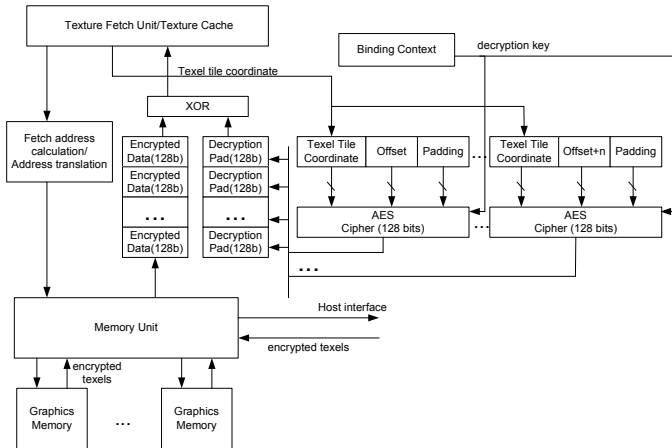 Texture Fetch Unit/Texture Cache
Binding Context
decryption key
Texel tile coordinate
XOR
Fetch address
calculation/
Address translation
Encrypted
Data(128b)
Encrypted
Data(128b)
...
Encrypted
Data(128b)
Decryption
Pad(128b)
Decryption
Pad(128b)
...
Decryption
Pad(128b)
Texel Tile
Coordinate
Offset
Padding
...
Texel Tile
Coordinate
Offset+n
Padding
AES
Cipher (128 bits)
...
AES
Cipher (128 bits)
...
Memory Unit
Host interface
encrypted texels
encrypted
texels
Graphics
Memory
...
Graphics
Memory